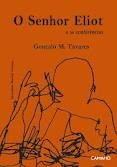 O Senhor Eliot
e as conferências
Gonçalo M. Tavares
CAMINHO